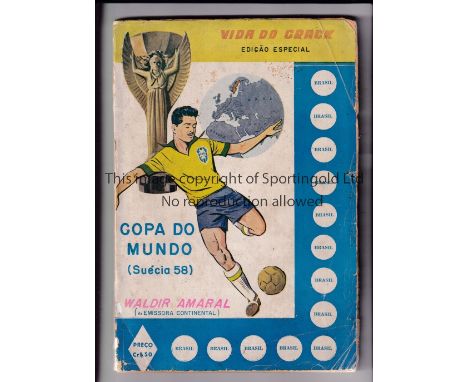 VIDA DO CRACK
EDIÇÃO ESPECIAL
BRASIL
BRASIL
BRASIL
This image is copyright of Sportingold Ltd
BRASIL
No reproduction allowed
BRASIL
COPA DO
MUNDO
(Suécia 58)
BRASIL
BRASIL
WALDIR AMARAL
(da EMISSORA CONTINENTAL)
BRASIL
PREÇO
Cr$ 50
BRASIL
BRASIL
BRASIL
BRASIL
BRASIL